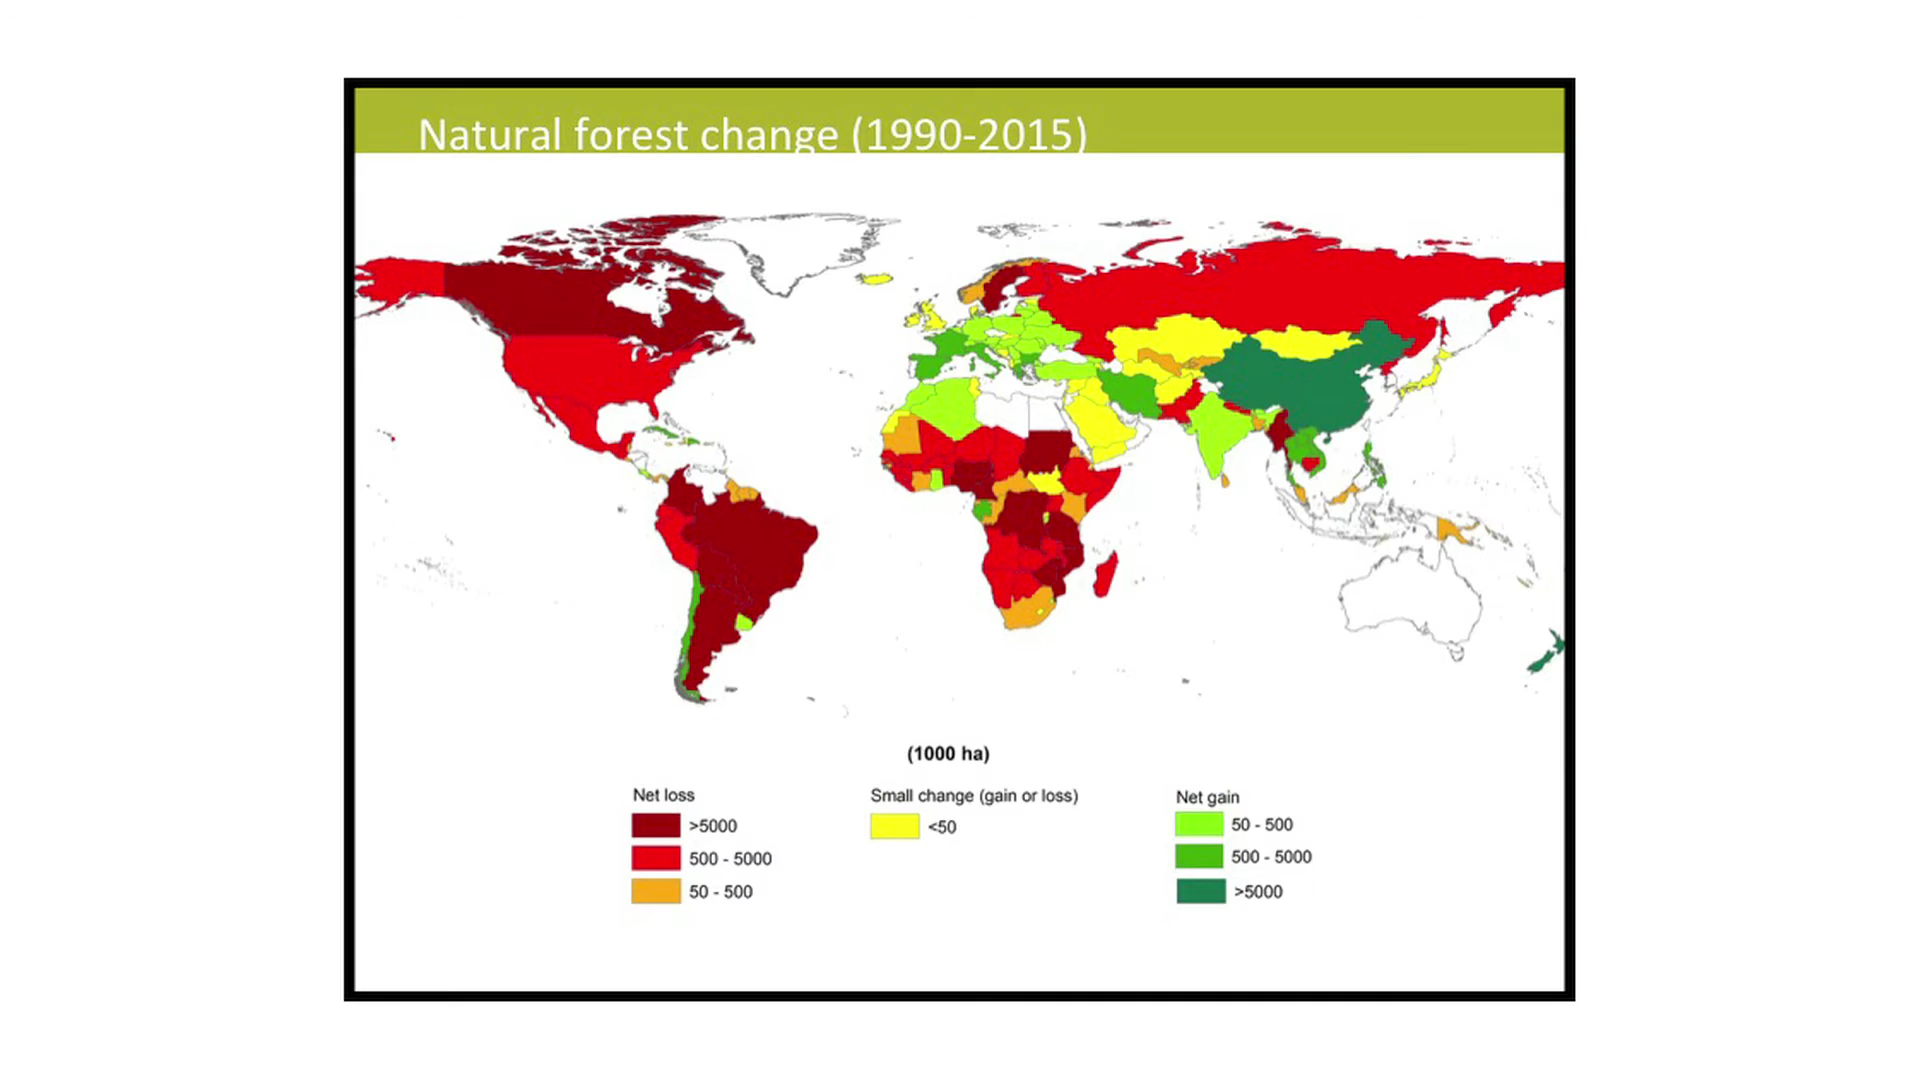 Natural forest change (1990-2015)
(1000 ha)
Net loss
>5000
500 - 5000
50 - 500
Small change (gain or loss)
<50
Net gain
50 - 500
500 - 5000
>5000